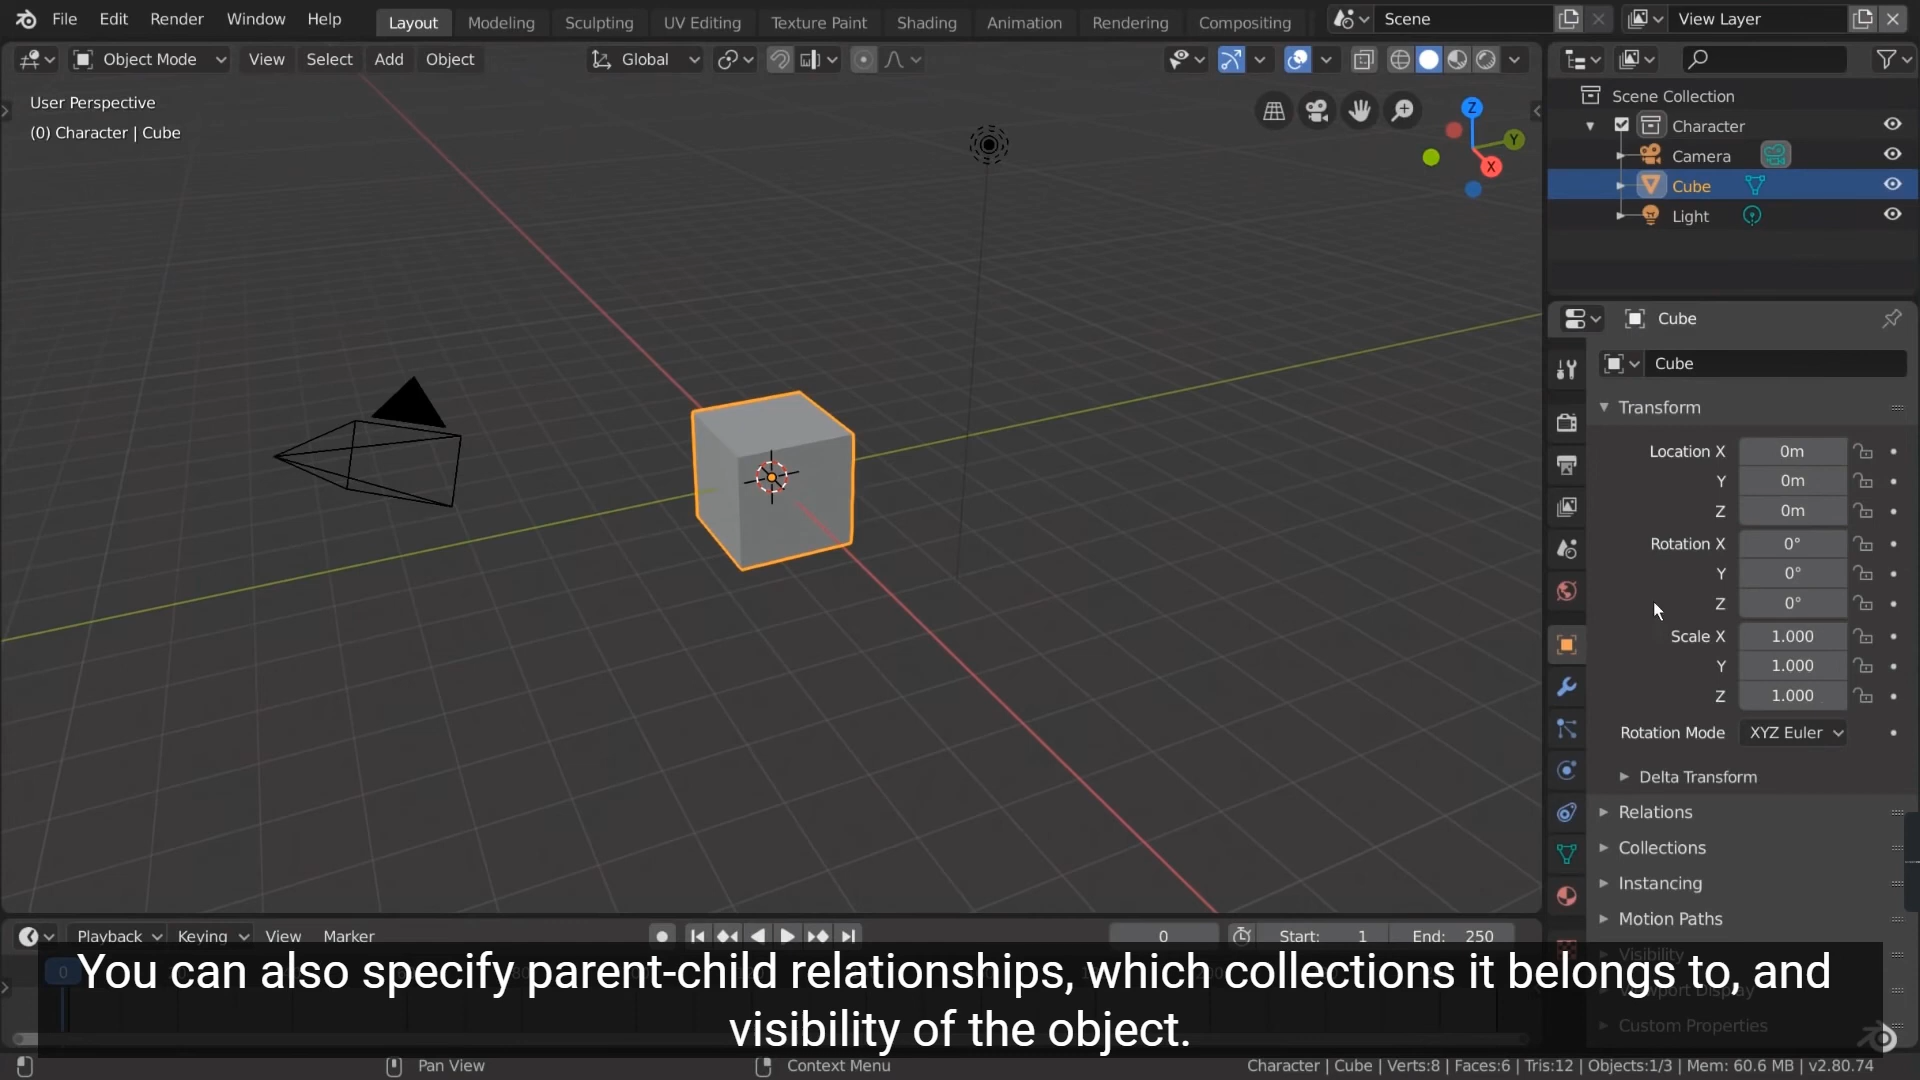 File Edit Render Window Help Layout Modeling Sculpting UV Editing Texture Paint Shading Animation Rendering Compositing Scene View Layer
Object Mode View Select Add Object Global
User Perspective
(0) Character | Cube
Z
Y
X
Scene Collection
Character
Camera
Cube
Light
Cube
Cube
Transform
Location X 0m
Y 0m
Z 0m
Rotation X 0°
Y 0°
Z 0°
Scale X 1.000
Y 1.000
Z 1.000
Rotation Mode XYZ Euler
Delta Transform
Relations
Collections
Instancing
Motion Paths
Visibility
Viewport Display
Custom Properties
Playback Keying View Marker 0 Start: 1 End: 250
0
You can also specify parent-child relationships, which collections it belongs to, and
visibility of the object.
Pan View Context Menu Character | Cube | Verts:8 | Faces:6 | Tris:12 | Objects:1/3 | Mem: 60.6 MB | v2.80.74